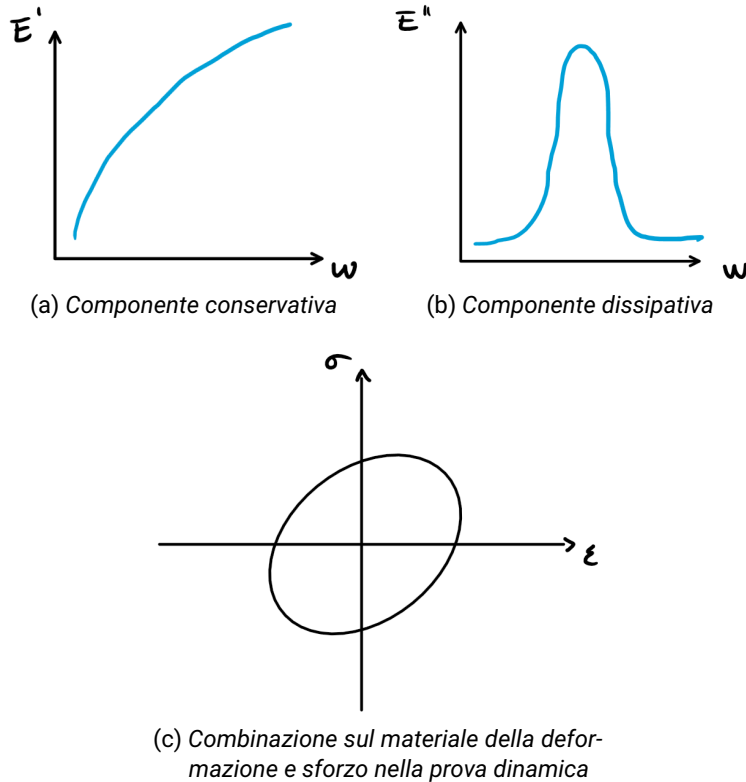 E'
E"
w
w
(a) Componente conservativa
(b) Componente dissipativa
σ
ε
(c) Combinazione sul materiale della defor-
mazione e sforzo nella prova dinamica